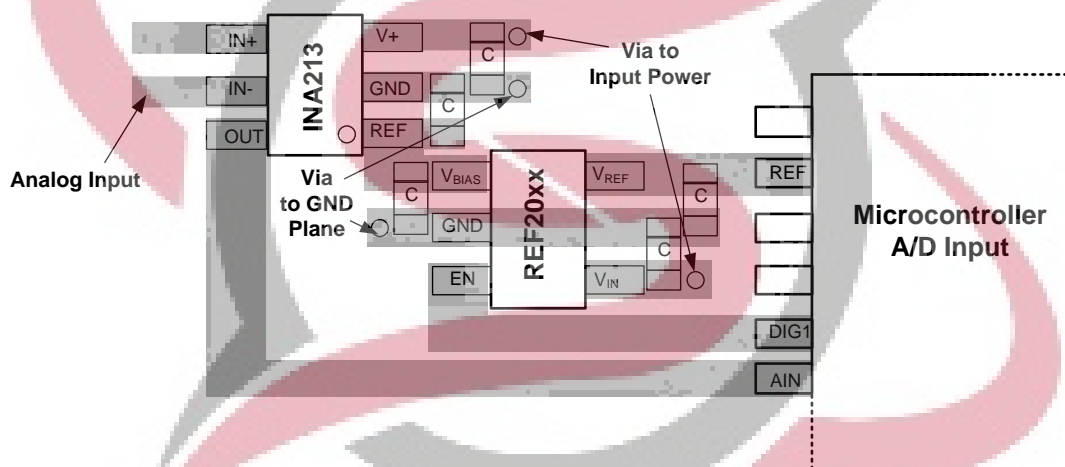 IN+
V+
C
Via to
Input Power
IN-
INA213
GND
C
OUT
REF
Analog Input
Via
to GND
Plane
VBIAS
VREF
C
C
REF
GND
REF20xx
C
Microcontroller
A/D Input
EN
VIN
DIG1
AIN